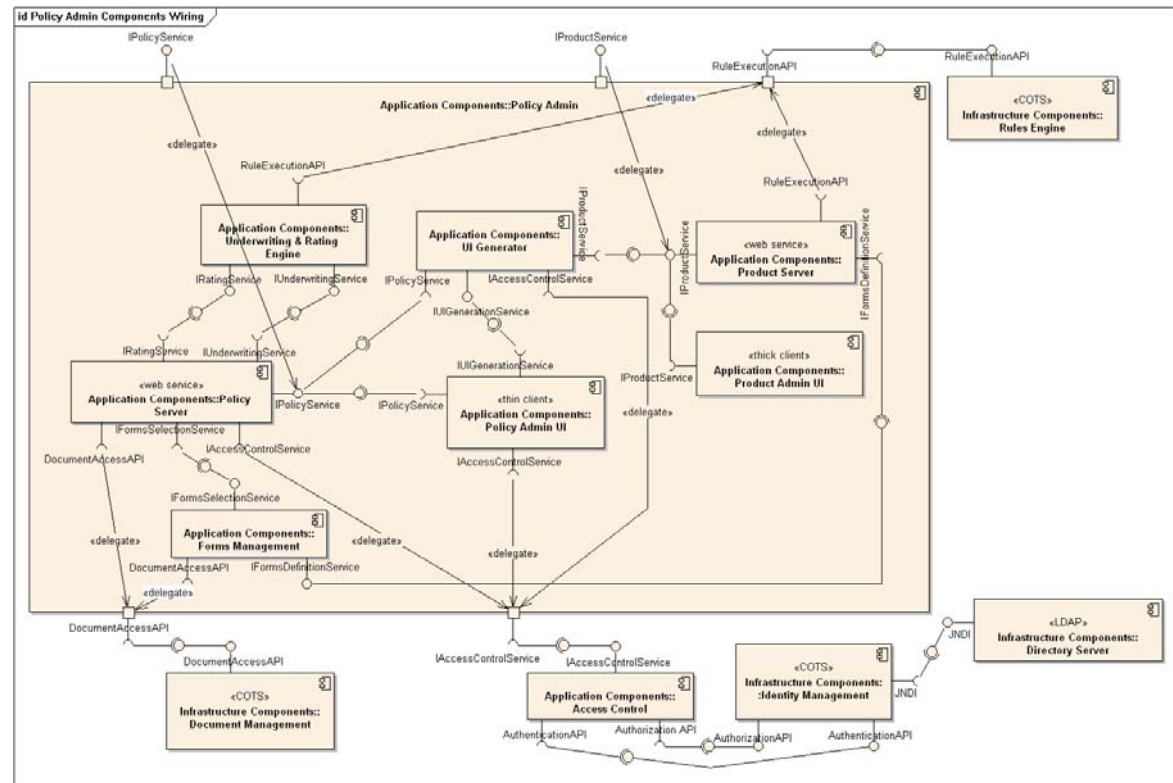 id Policy Admin Components Wiring
IPolicyService
IProductService
RuleExecutionAPI
RuleExecutionAPI
«COTS»
Infrastructure Components::
Rules Engine
Application Components::Policy Admin
«delegate»
«delegate»
«delegate»
«delegate»
RuleExecutionAPI
RuleExecutionAPI
Application Components::
Underwriting & Rating
Engine
Application Components::
UI Generator
IProductService
IProductService
«web service»
Application Components::
Product Server
IFormsDefinitionService
IRatingService
IUnderwritingService
IPolicyService
IAccessControlService
IUIGenerationService
IRatingService
IUnderwritingService
IUIGenerationService
IProductService
«thick client»
Application Components::
Product Admin UI
«web service»
Application Components::Policy
Server
IPolicyService
IPolicyService
«thin client»
Application Components::
Policy Admin UI
«delegate»
IFormsSelectionService
IAccessControlService
DocumentAccessAPI
IAccessControlService
IFormsSelectionService
Application Components::
Forms Management
«delegate»
«delegate»
«delegate»
DocumentAccessAPI
IFormsDefinitionService
«delegate»
DocumentAccessAPI
DocumentAccessAPI
IAccessControlService
IAccessControlService
«COTS»
Infrastructure Components::
Document Management
Application Components::
Access Control
«COTS»
Infrastructure Components:
:Identity Management
JNDI
JNDI
«LDAP»
Infrastructure Components::
Directory Server
AuthenticationAPI
Authorization API
AuthorizationAPI
AuthenticationAPI